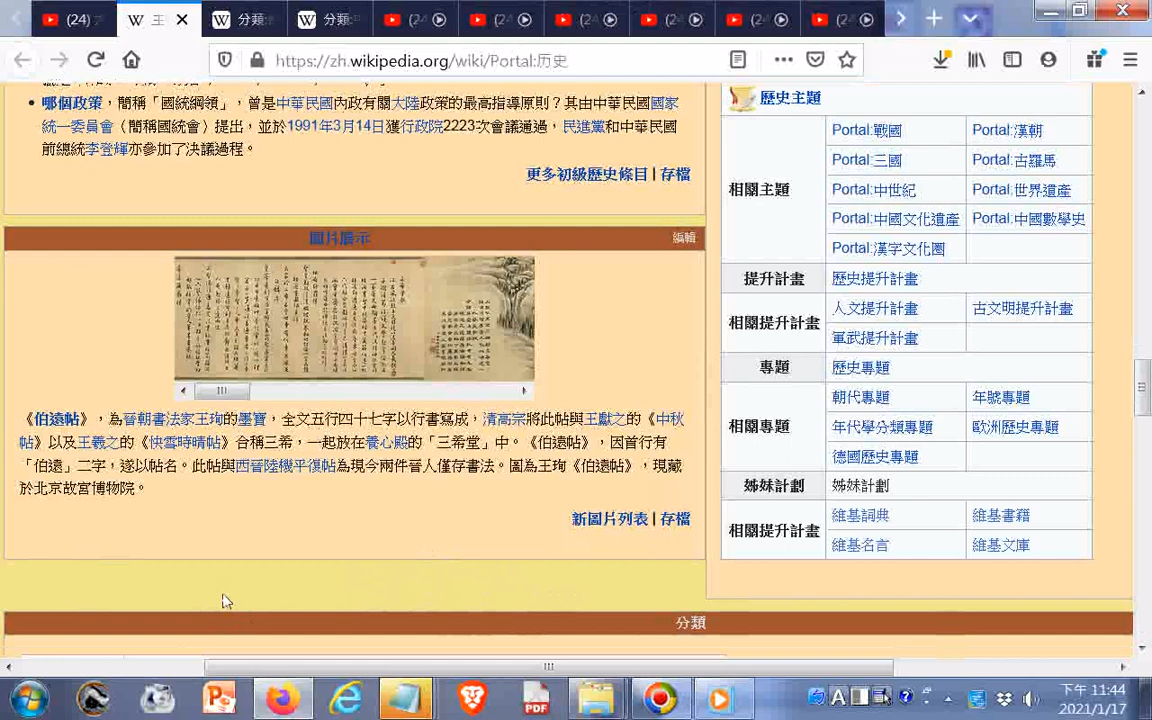 (24)
王
分類
分類
(24
(24
(24
(24
(24
(24
https://zh.wikipedia.org/wiki/Portal:历史
哪個政策，簡稱「國統綱領」，曾是中華民國內政有關大陸政策的最高指導原則？其由中華民國國家
統一委員會（簡稱國統會）提出，並於1991年3月14日獲行政院2223次會議通過，民進黨和中華民國
前總統李登輝亦參加了決議過程。
更多初級歷史條目 | 存檔
圖片展示
編輯
《伯遠帖》，為晉朝書法家王珣的墨寶，全文五行四十七字以行書寫成，清高宗將此帖與王獻之的《中秋
帖》以及王羲之的《快雪時晴帖》合稱三希，一起放在養心殿的「三希堂」中。《伯遠帖》，因首行有
「伯遠」二字，遂以帖名。此帖與西晉陸機平復帖為現今兩件晉人僅存書法。圖為王珣《伯遠帖》，現藏
於北京故宮博物院。
新圖片列表 | 存檔
歷史主題
相關主題
Portal:戰國 Portal:漢朝
Portal:三國 Portal:古羅馬
Portal:中世紀 Portal:世界遺產
Portal:中國文化遺產 Portal:中國數學史
Portal:漢字文化圈
提升計畫 歷史提升計畫
相關提升計畫
人文提升計畫 古文明提升計畫
軍武提升計畫
專題 歷史專題
相關專題
朝代專題 年號專題
年代學分類專題 歐洲歷史專題
德國歷史專題
姊妹計劃 姊妹計劃
相關提升計畫
維基詞典 維基書籍
維基名言 維基文庫
分類
PDF
A
下午 11:44
2021/1/17